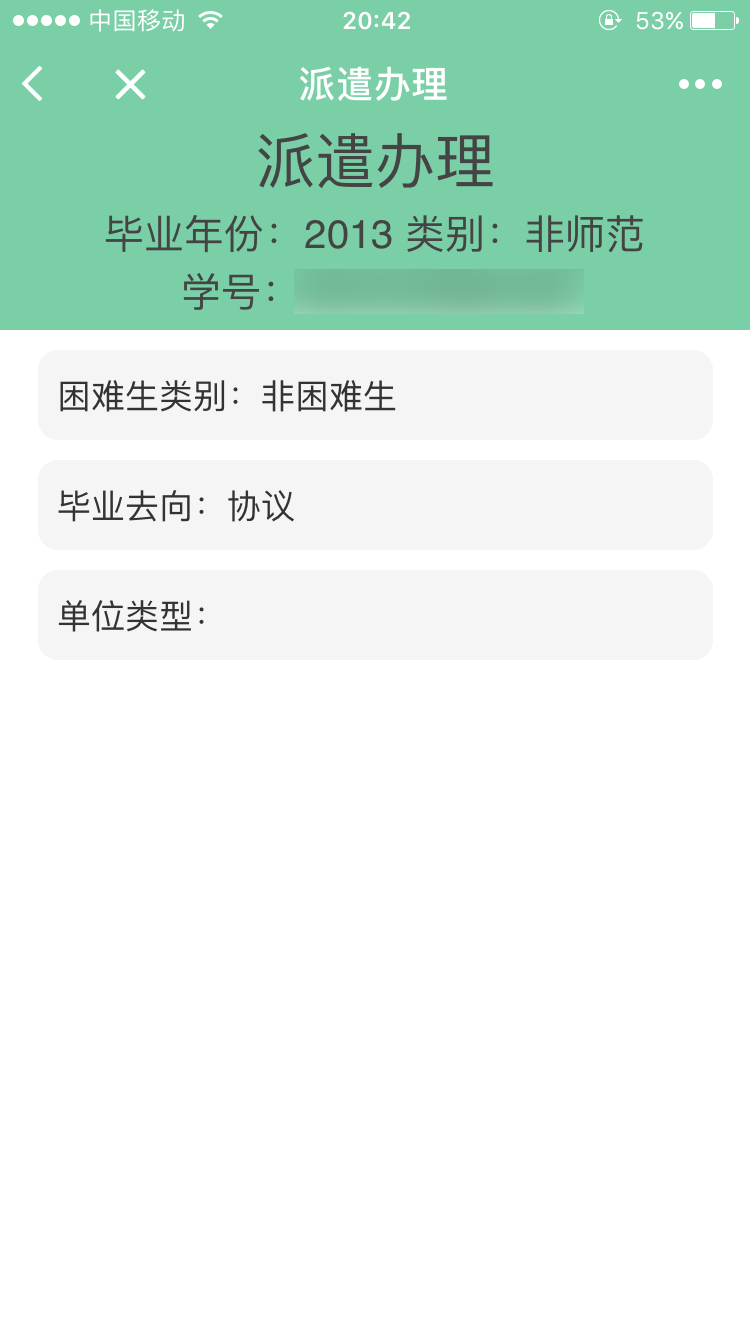 中国移动 20:42 53%
派遣办理
派遣办理
毕业年份：2013 类别：非师范
学号：
困难生类别：非困难生
毕业去向：协议
单位类型：